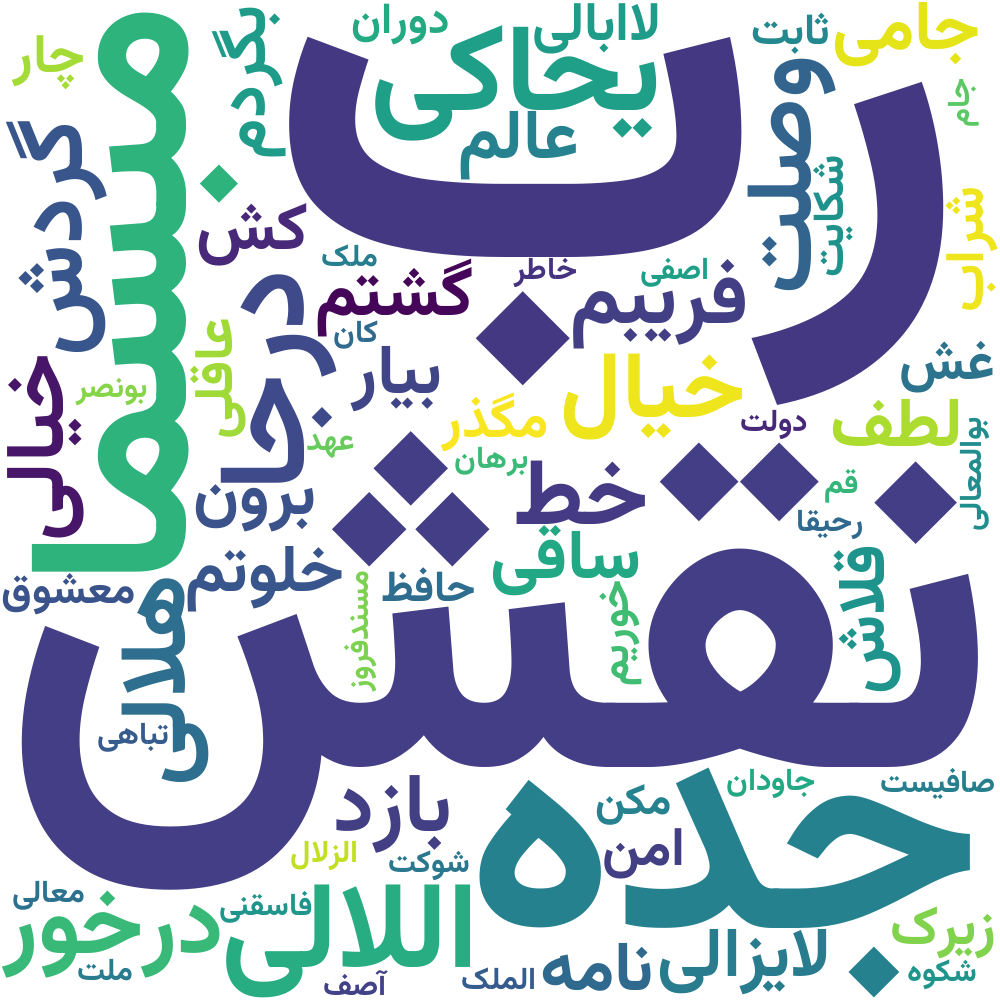 لاابالی
دوران
بگردم
چار
جامی
ثابت
وصلت
یحاکی
جام
عالم
رب
شکایت
شراب
گردش
مبسما
کش
ملک
گشتم
خاطر
اصفی
فریبم
درجا
کان
عاقلی
بیار
غش
خیالی
بونصر
خیال
مگذر
دولت
لطف
عهد
برهان
بوالمعالی
برون
خط
قم
رحیقا
نقش
ساقی
خلوتم
حافظ
معشوق
مسندفروز
خوریم
قلاش
هلالی
تباهی
جاودان
صافیست
بازد
مکن
جده
امن
الزلال
شوکت
معالی
درخور
فاسقنی
اللالی
زیرک
لایزالی
نامه
الملک
آصف
ملت
شکوه